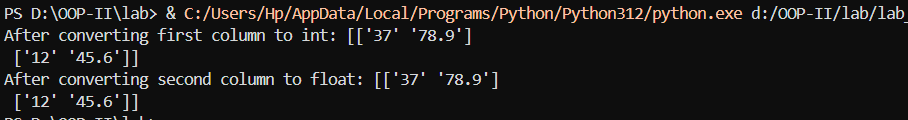 PS D:\OOP-II\lab> & C:/Users/Hp/AppData/Local/Programs/Python/Python312/python.exe d:/OOP-II/lab/lab_
After converting first column to int: [['37' '78.9']
 ['12' '45.6']]
After converting second column to float: [['37' '78.9']
 ['12' '45.6']]
PS D:\OOP-II\lab>